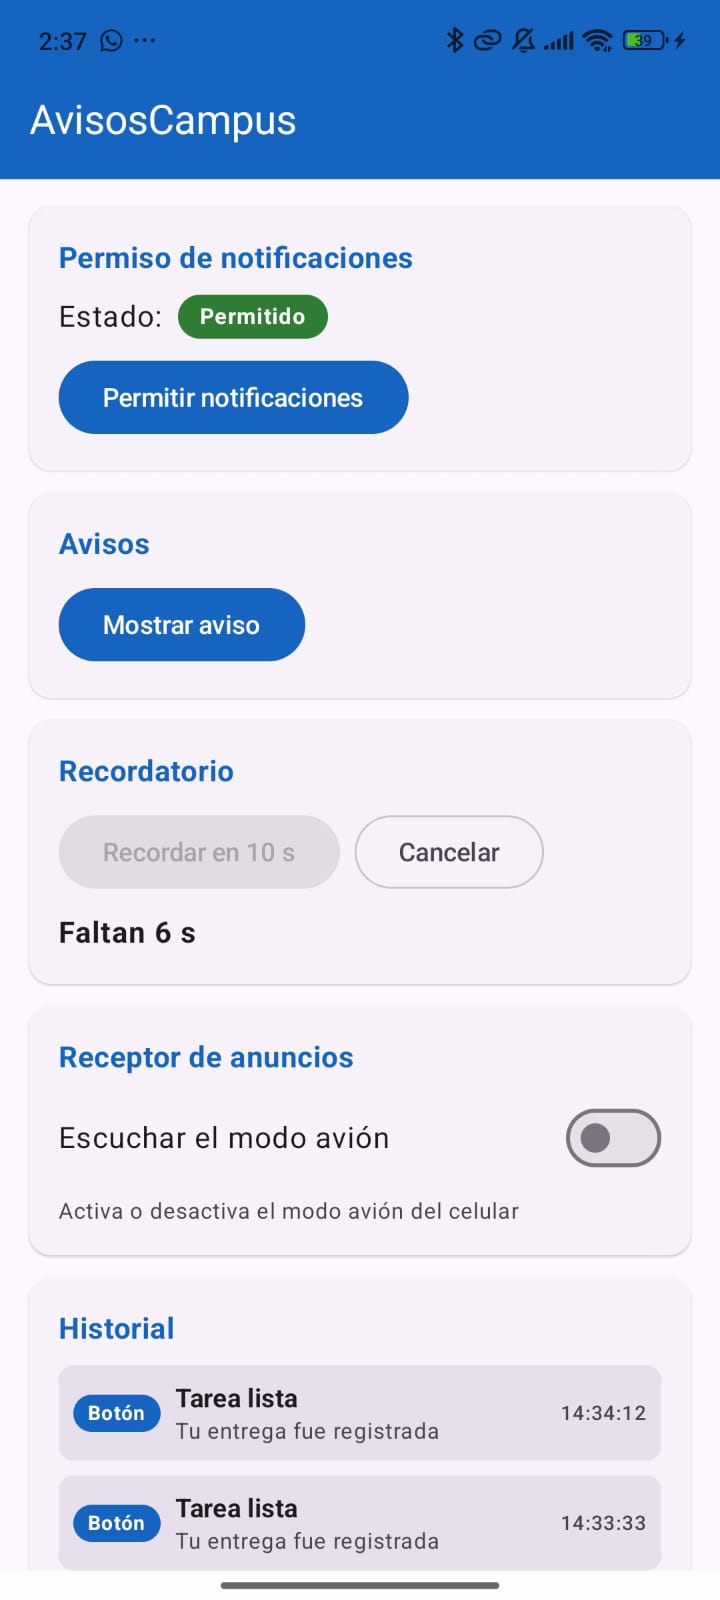 2:37
39
AvisosCampus
Permiso de notificaciones
Estado: Permitido
Permitir notificaciones
Avisos
Mostrar aviso
Recordatorio
Recordar en 10 s Cancelar
Faltan 6 s
Receptor de anuncios
Escuchar el modo avión
Activa o desactiva el modo avión del celular
Historial
Botón Tarea lista 14:34:12
Tu entrega fue registrada
Botón Tarea lista 14:33:33
Tu entrega fue registrada